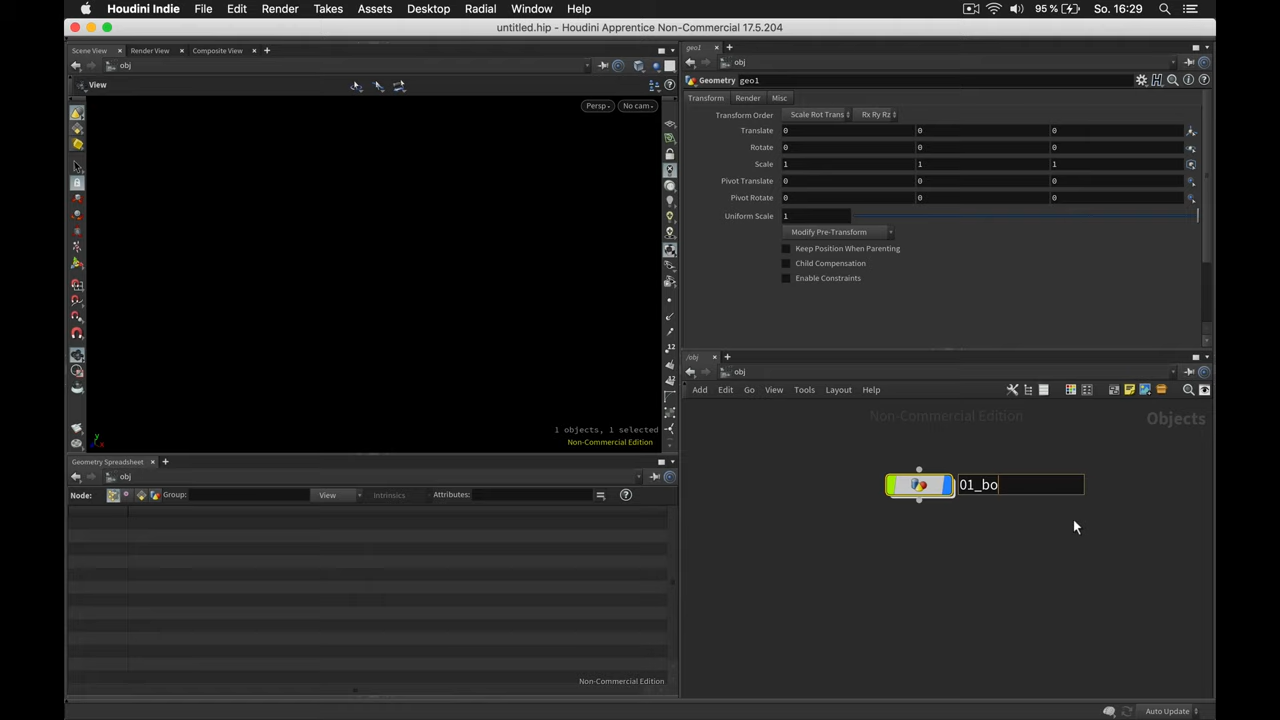 Houdini Indie File Edit Render Takes Assets Desktop Radial Window Help 95 % So. 16:29
untitled.hip - Houdini Apprentice Non-Commercial 17.5.204
Scene View Render View Composite View
obj
View
Persp No cam
1 objects, 1 selected
Non-Commercial Edition
Geometry Spreadsheet
obj
Node: Group: View Intrinsics Attributes:
Non-Commercial Edition
geo1
obj
Geometry geo1
Transform Render Misc
Transform Order Scale Rot Trans Rx Ry Rz
Translate 0 0 0
Rotate 0 0 0
Scale 1 1 1
Pivot Translate 0 0 0
Pivot Rotate 0 0 0
Uniform Scale 1
Modify Pre-Transform
Keep Position When Parenting
Child Compensation
Enable Constraints
/obj
obj
Add Edit Go View Tools Layout Help
Non-Commercial Edition Objects
01_bo
Auto Update